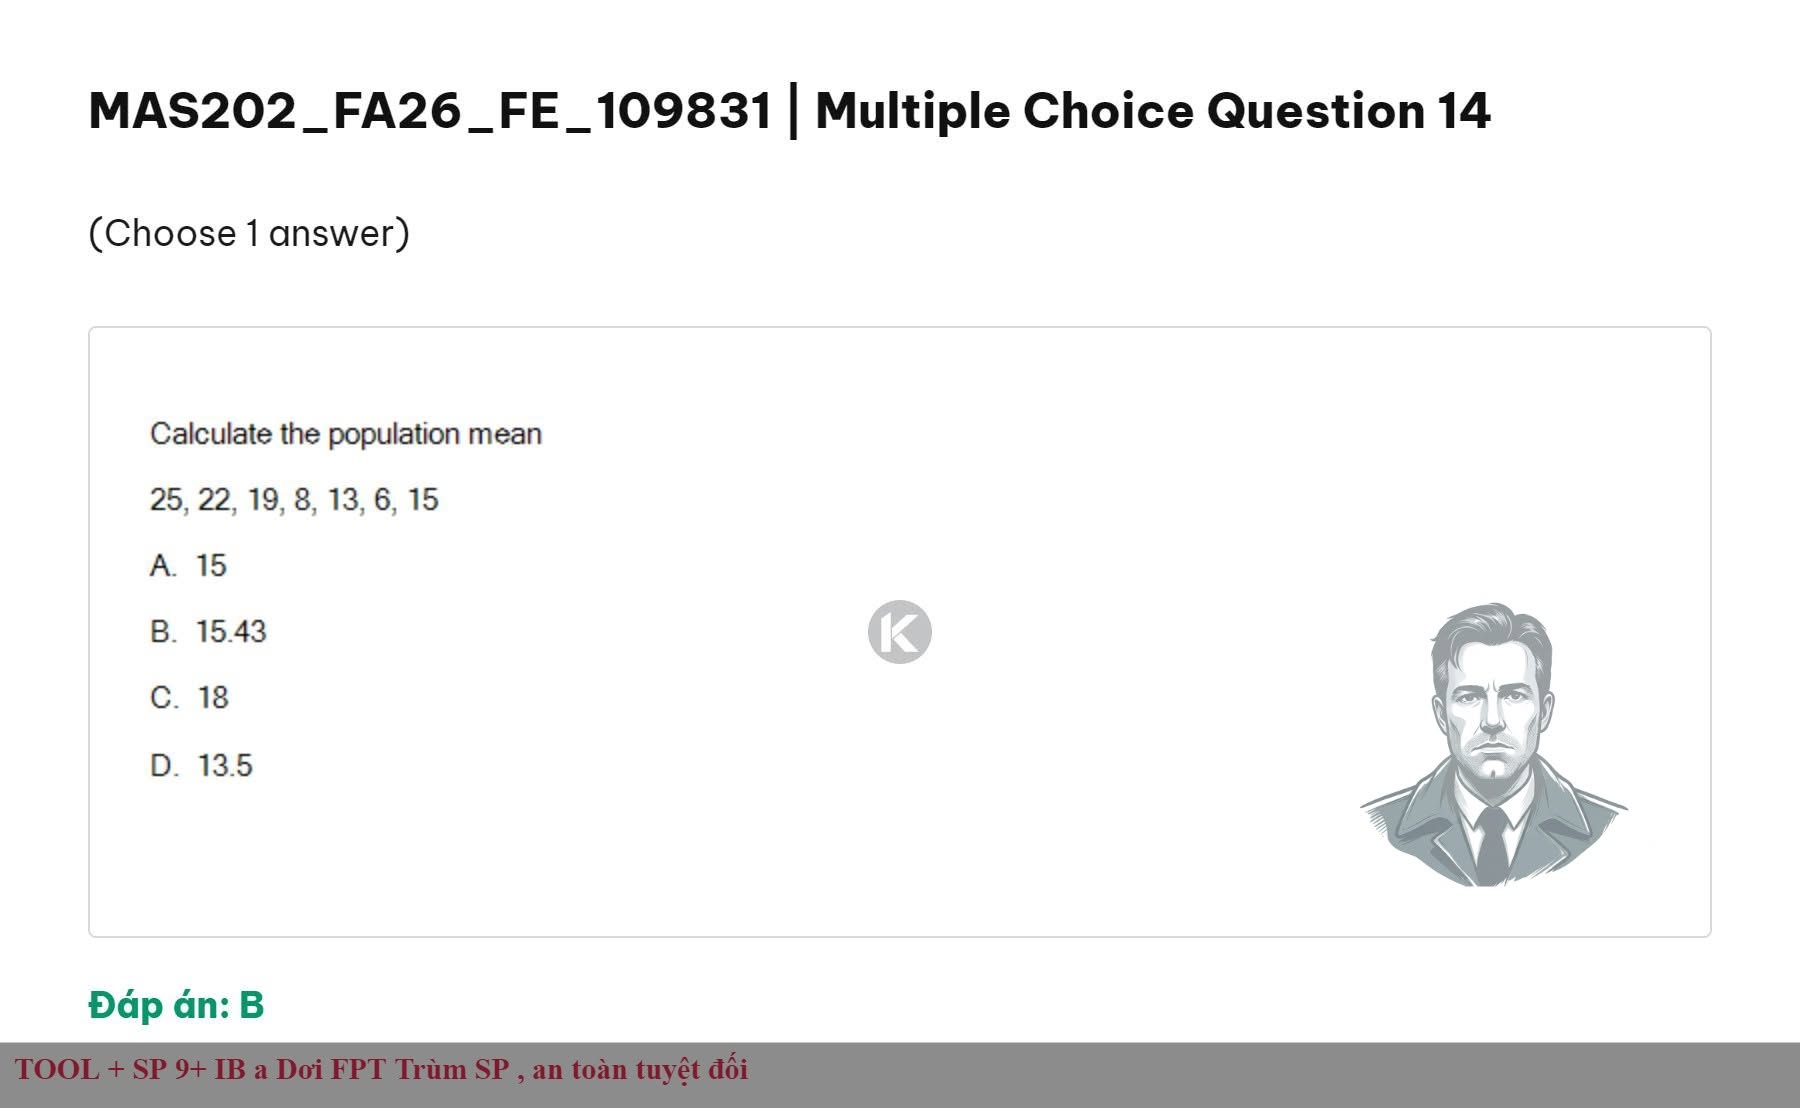 MAS202_FA26_FE_109831 | Multiple Choice Question 14
(Choose 1 answer)
Calculate the population mean
25, 22, 19, 8, 13, 6, 15
A. 15
B. 15.43
C. 18
D. 13.5
K
Đáp án: B
TOOL + SP 9+ IB a Dơi FPT Trùm SP , an toàn tuyệt đối